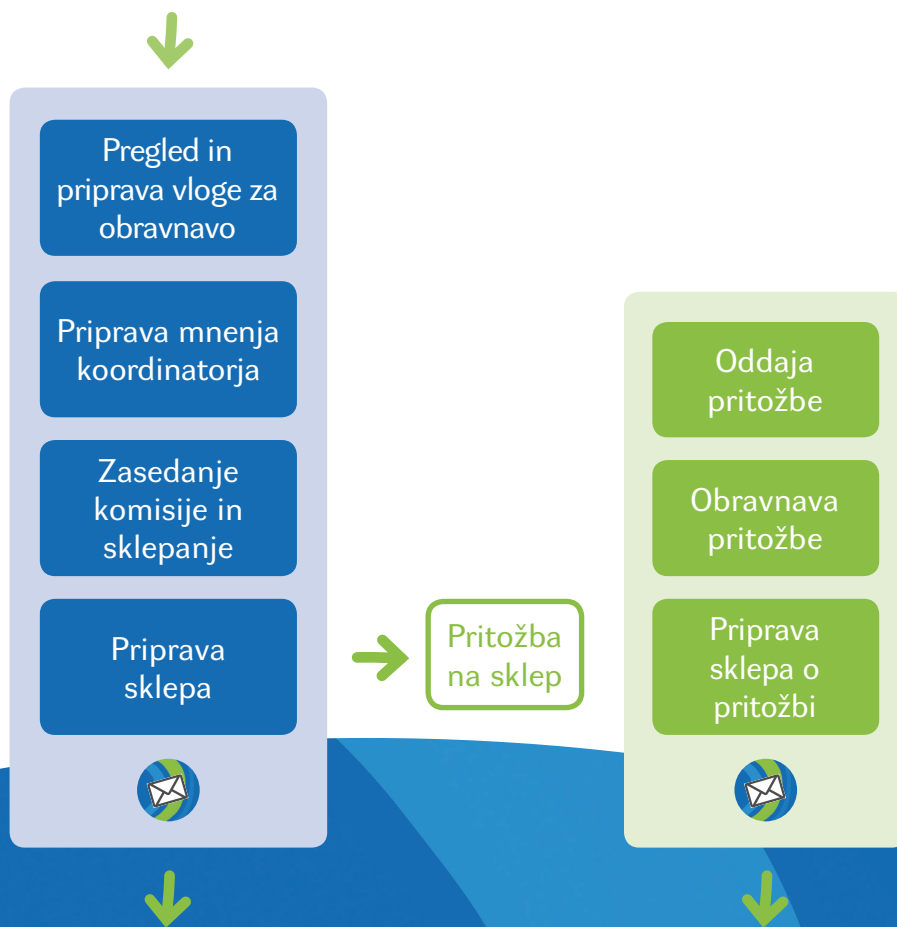 Pregled in
priprava vloge za
obravnavo
Priprava mnenja
koordinatorja
Zasedanje
komisije in
sklepanje
Priprava
sklepa
Pritožba
na sklep
Oddaja
pritožbe
Obravnava
pritožbe
Priprava
sklepa o
pritožbi